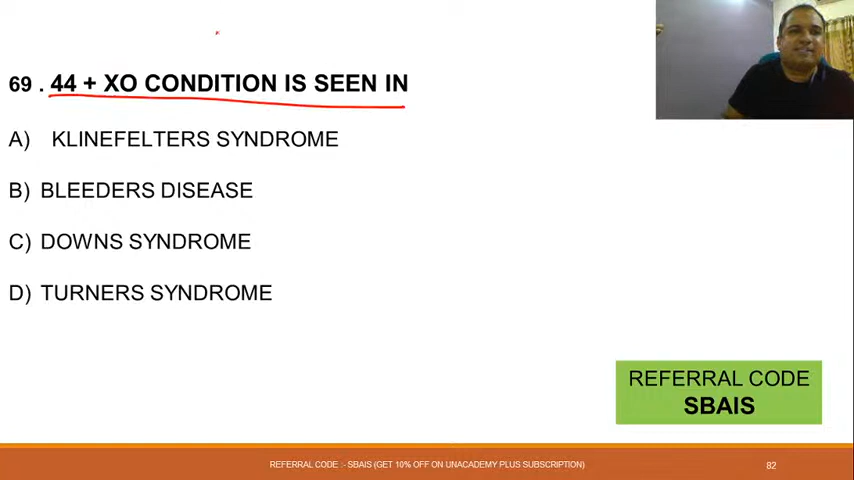 69 . 44 + XO CONDITION IS SEEN IN
A) KLINEFELTERS SYNDROME
B) BLEEDERS DISEASE
C) DOWNS SYNDROME
D) TURNERS SYNDROME
REFERRAL CODE
SBAIS
REFERRAL CODE :- SBAIS (GET 10% OFF ON UNACADEMY PLUS SUBSCRIPTION)
82